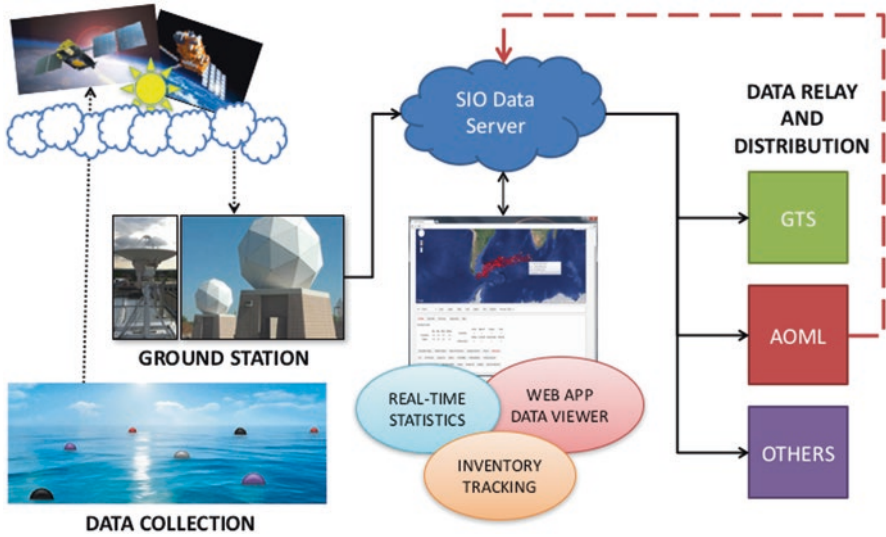 SIO Data
Server
DATA RELAY
AND
DISTRIBUTION
GTS
GROUND STATION
AOML
REAL-TIME
STATISTICS
WEB APP
DATA VIEWER
INVENTORY
TRACKING
OTHERS
DATA COLLECTION